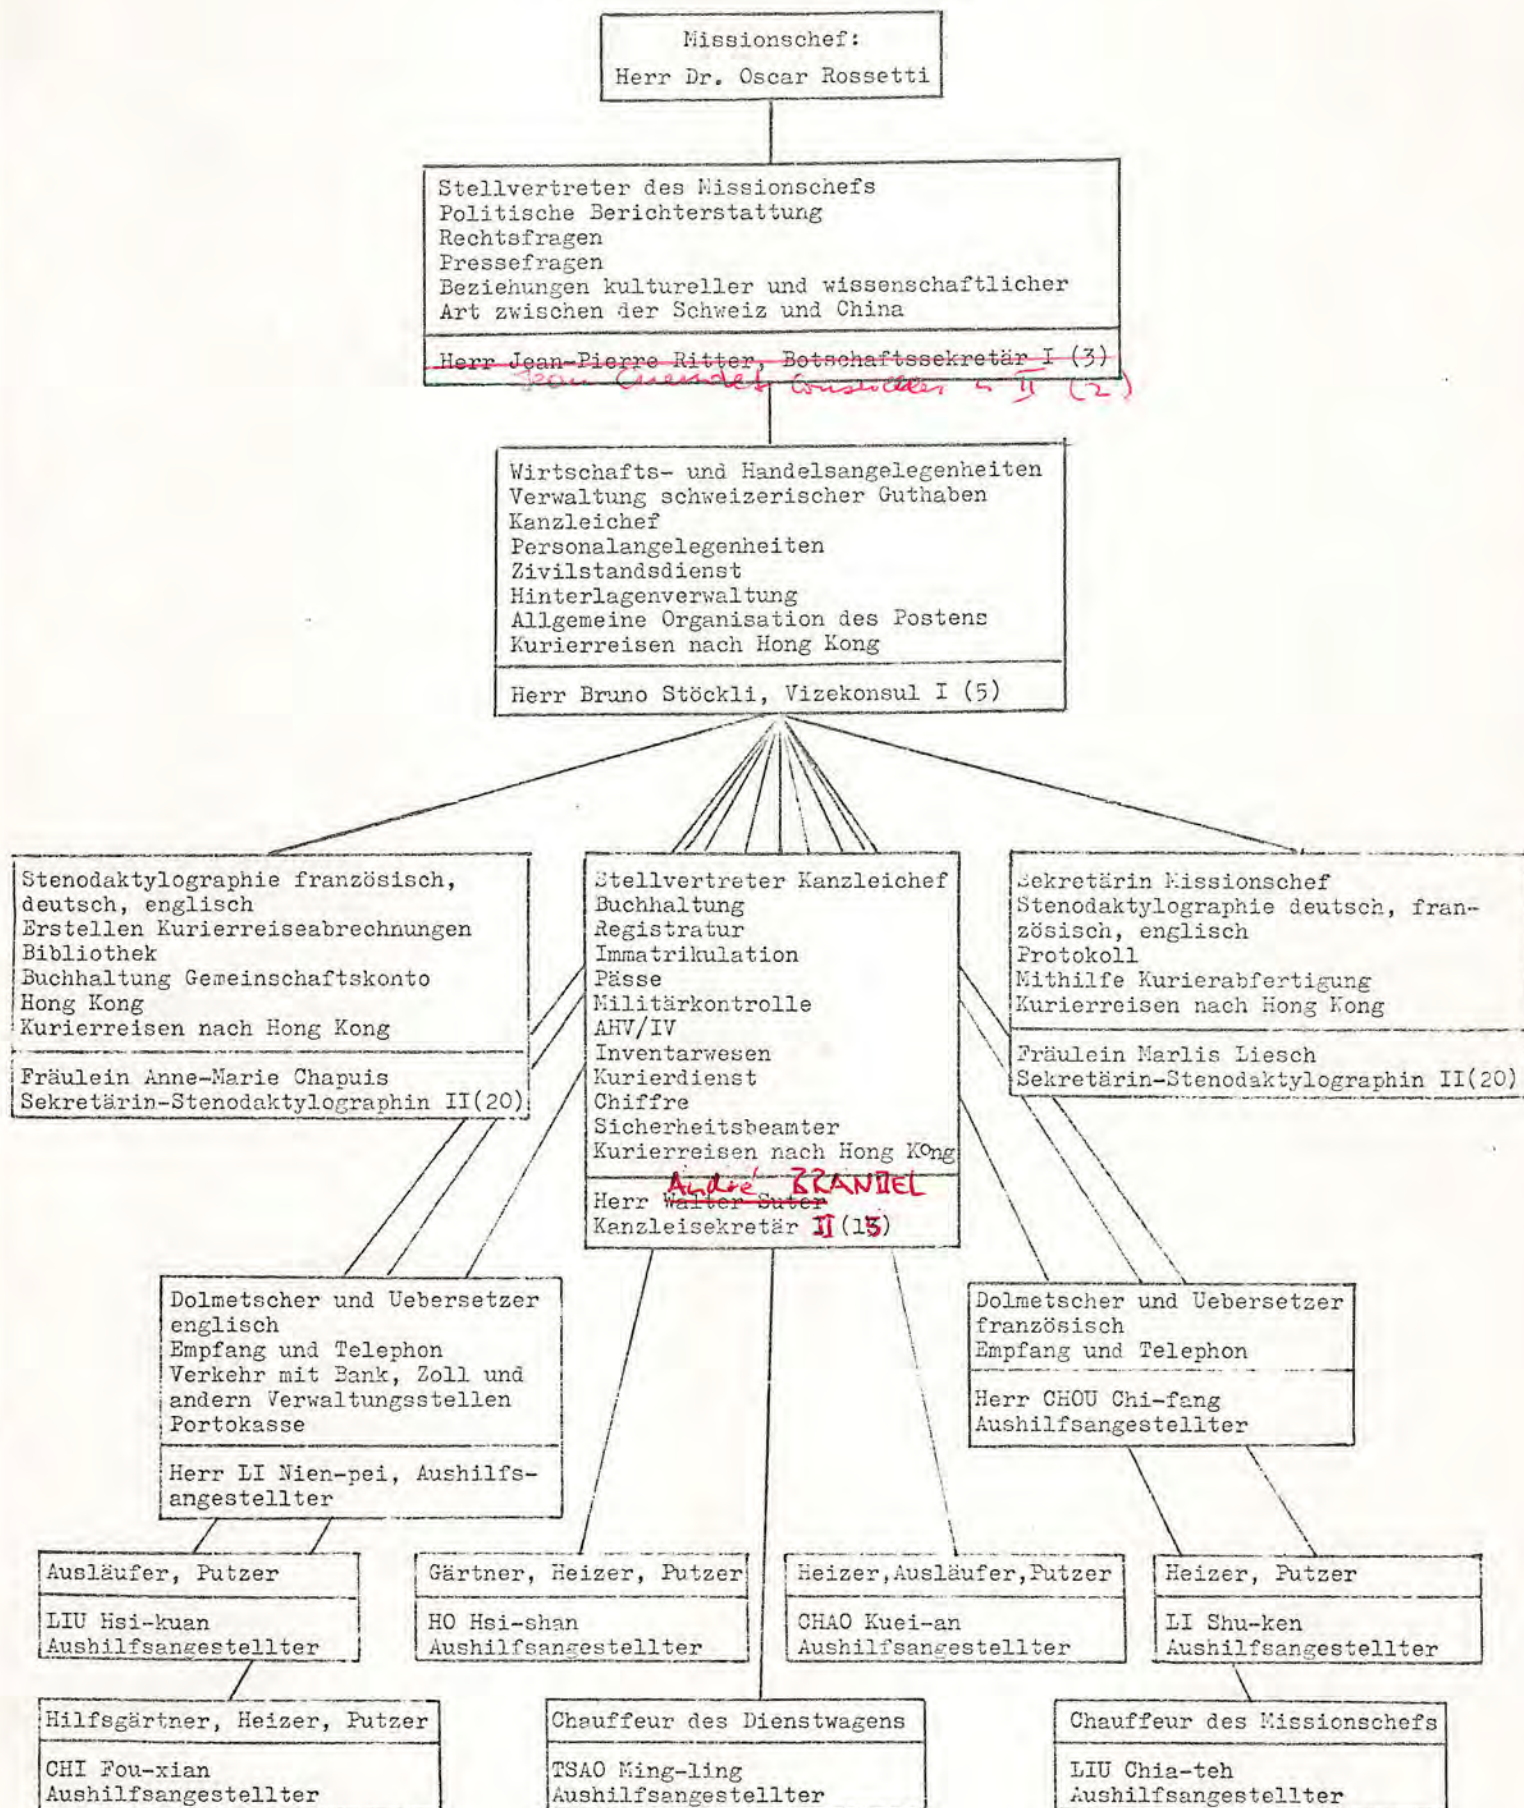 Missionschef:
Herr Dr. Oscar Rossetti
Stellvertreter des Missionschefs
Politische Berichterstattung
Rechtsfragen
Pressefragen
Beziehungen kultureller und wissenschaftlicher
Art zwischen der Schweiz und China
Herr Jean-Pierre Ritter, Botschaftssekretär I (3)
Jean II (2)
Wirtschafts- und Handelsangelegenheiten
Verwaltung schweizerischer Guthaben
Kanzleichef
Personalangelegenheiten
Zivilstandsdienst
Hinterlagenverwaltung
Allgemeine Organisation des Postens
Kurierreisen nach Hong Kong
Herr Bruno Stöckli, Vizekonsul I (5)
Stenodaktylographie französisch,
deutsch, englisch
Erstellen Kurierreiseabrechnungen
Bibliothek
Buchhaltung Gemeinschaftskonto
Hong Kong
Kurierreisen nach Hong Kong
Fräulein Anne-Marie Chapuis
Sekretärin-Stenodaktylographin II(20)
Stellvertreter Kanzleichef
Buchhaltung
Registratur
Immatrikulation
Pässe
Militärkontrolle
AHV/IV
Inventarwesen
Kurierdienst
Chiffre
Sicherheitsbeamter
Kurierreisen nach Hong Kong
André
Herr Walter Suter
Kanzleisekretär II (15)
Sekretärin Missionschef
Stenodaktylographie deutsch, fran-
zösisch, englisch
Protokoll
Mithilfe Kurierabfertigung
Kurierreisen nach Hong Kong
Fräulein Marlis Liesch
Sekretärin-Stenodaktylographin II(20)
Dolmetscher und Uebersetzer
englisch
Empfang und Telephon
Verkehr mit Bank, Zoll und
andern Verwaltungsstellen
Portokasse
Herr LI Nien-pei, Aushilfs-
angestellter
Dolmetscher und Uebersetzer
französisch
Empfang und Telephon
Herr CHOU Chi-fang
Aushilfsangestellter
Ausläufer, Putzer
LIU Hsi-kuan
Aushilfsangestellter
Gärtner, Heizer, Putzer
HO Hsi-shan
Aushilfsangestellter
Heizer,Ausläufer,Putzer
CHAO Kuei-an
Aushilfsangestellter
Heizer, Putzer
LI Shu-ken
Aushilfsangestellter
Hilfsgärtner, Heizer, Putzer
CHI Fou-xian
Aushilfsangestellter
Chauffeur des Dienstwagens
TSAO Ming-ling
Aushilfsangestellter
Chauffeur des Missionschefs
LIU Chia-teh
Aushilfsangestellter